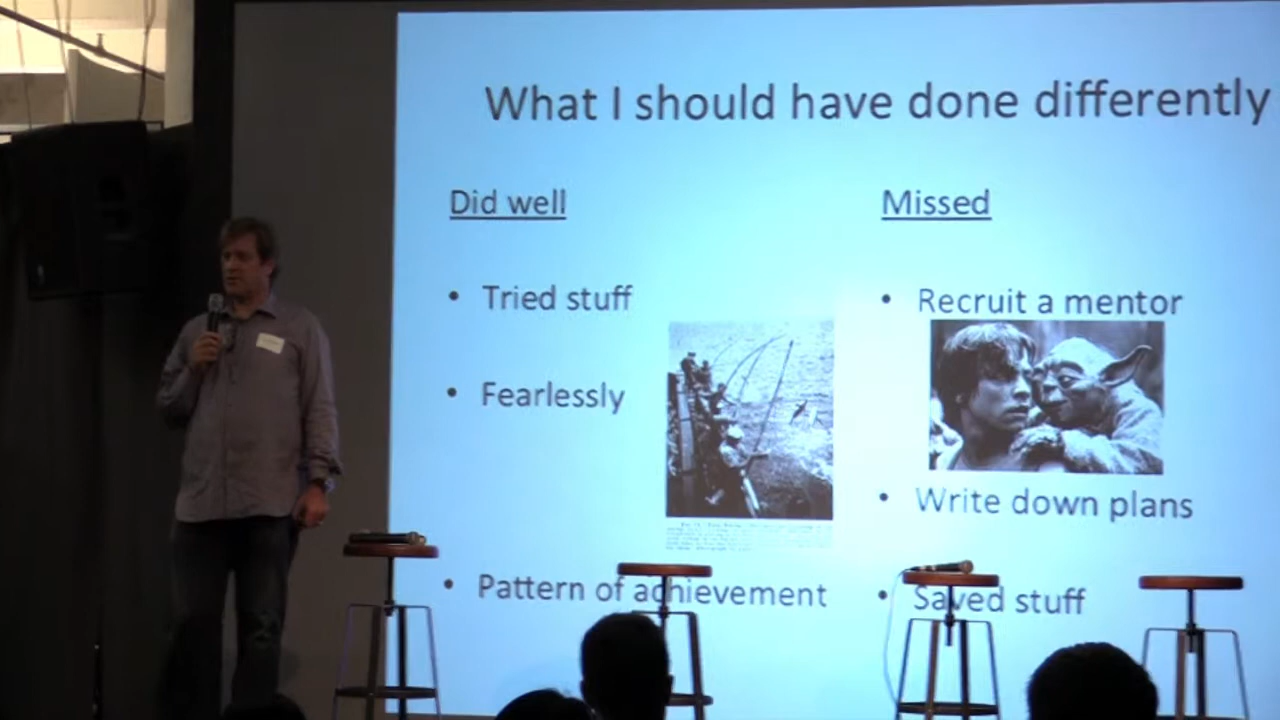 What I should have done differently
Did well
Missed
• Tried stuff
• Recruit a mentor
• Fearlessly
• Write down plans
• Pattern of achievement
• Saved stuff